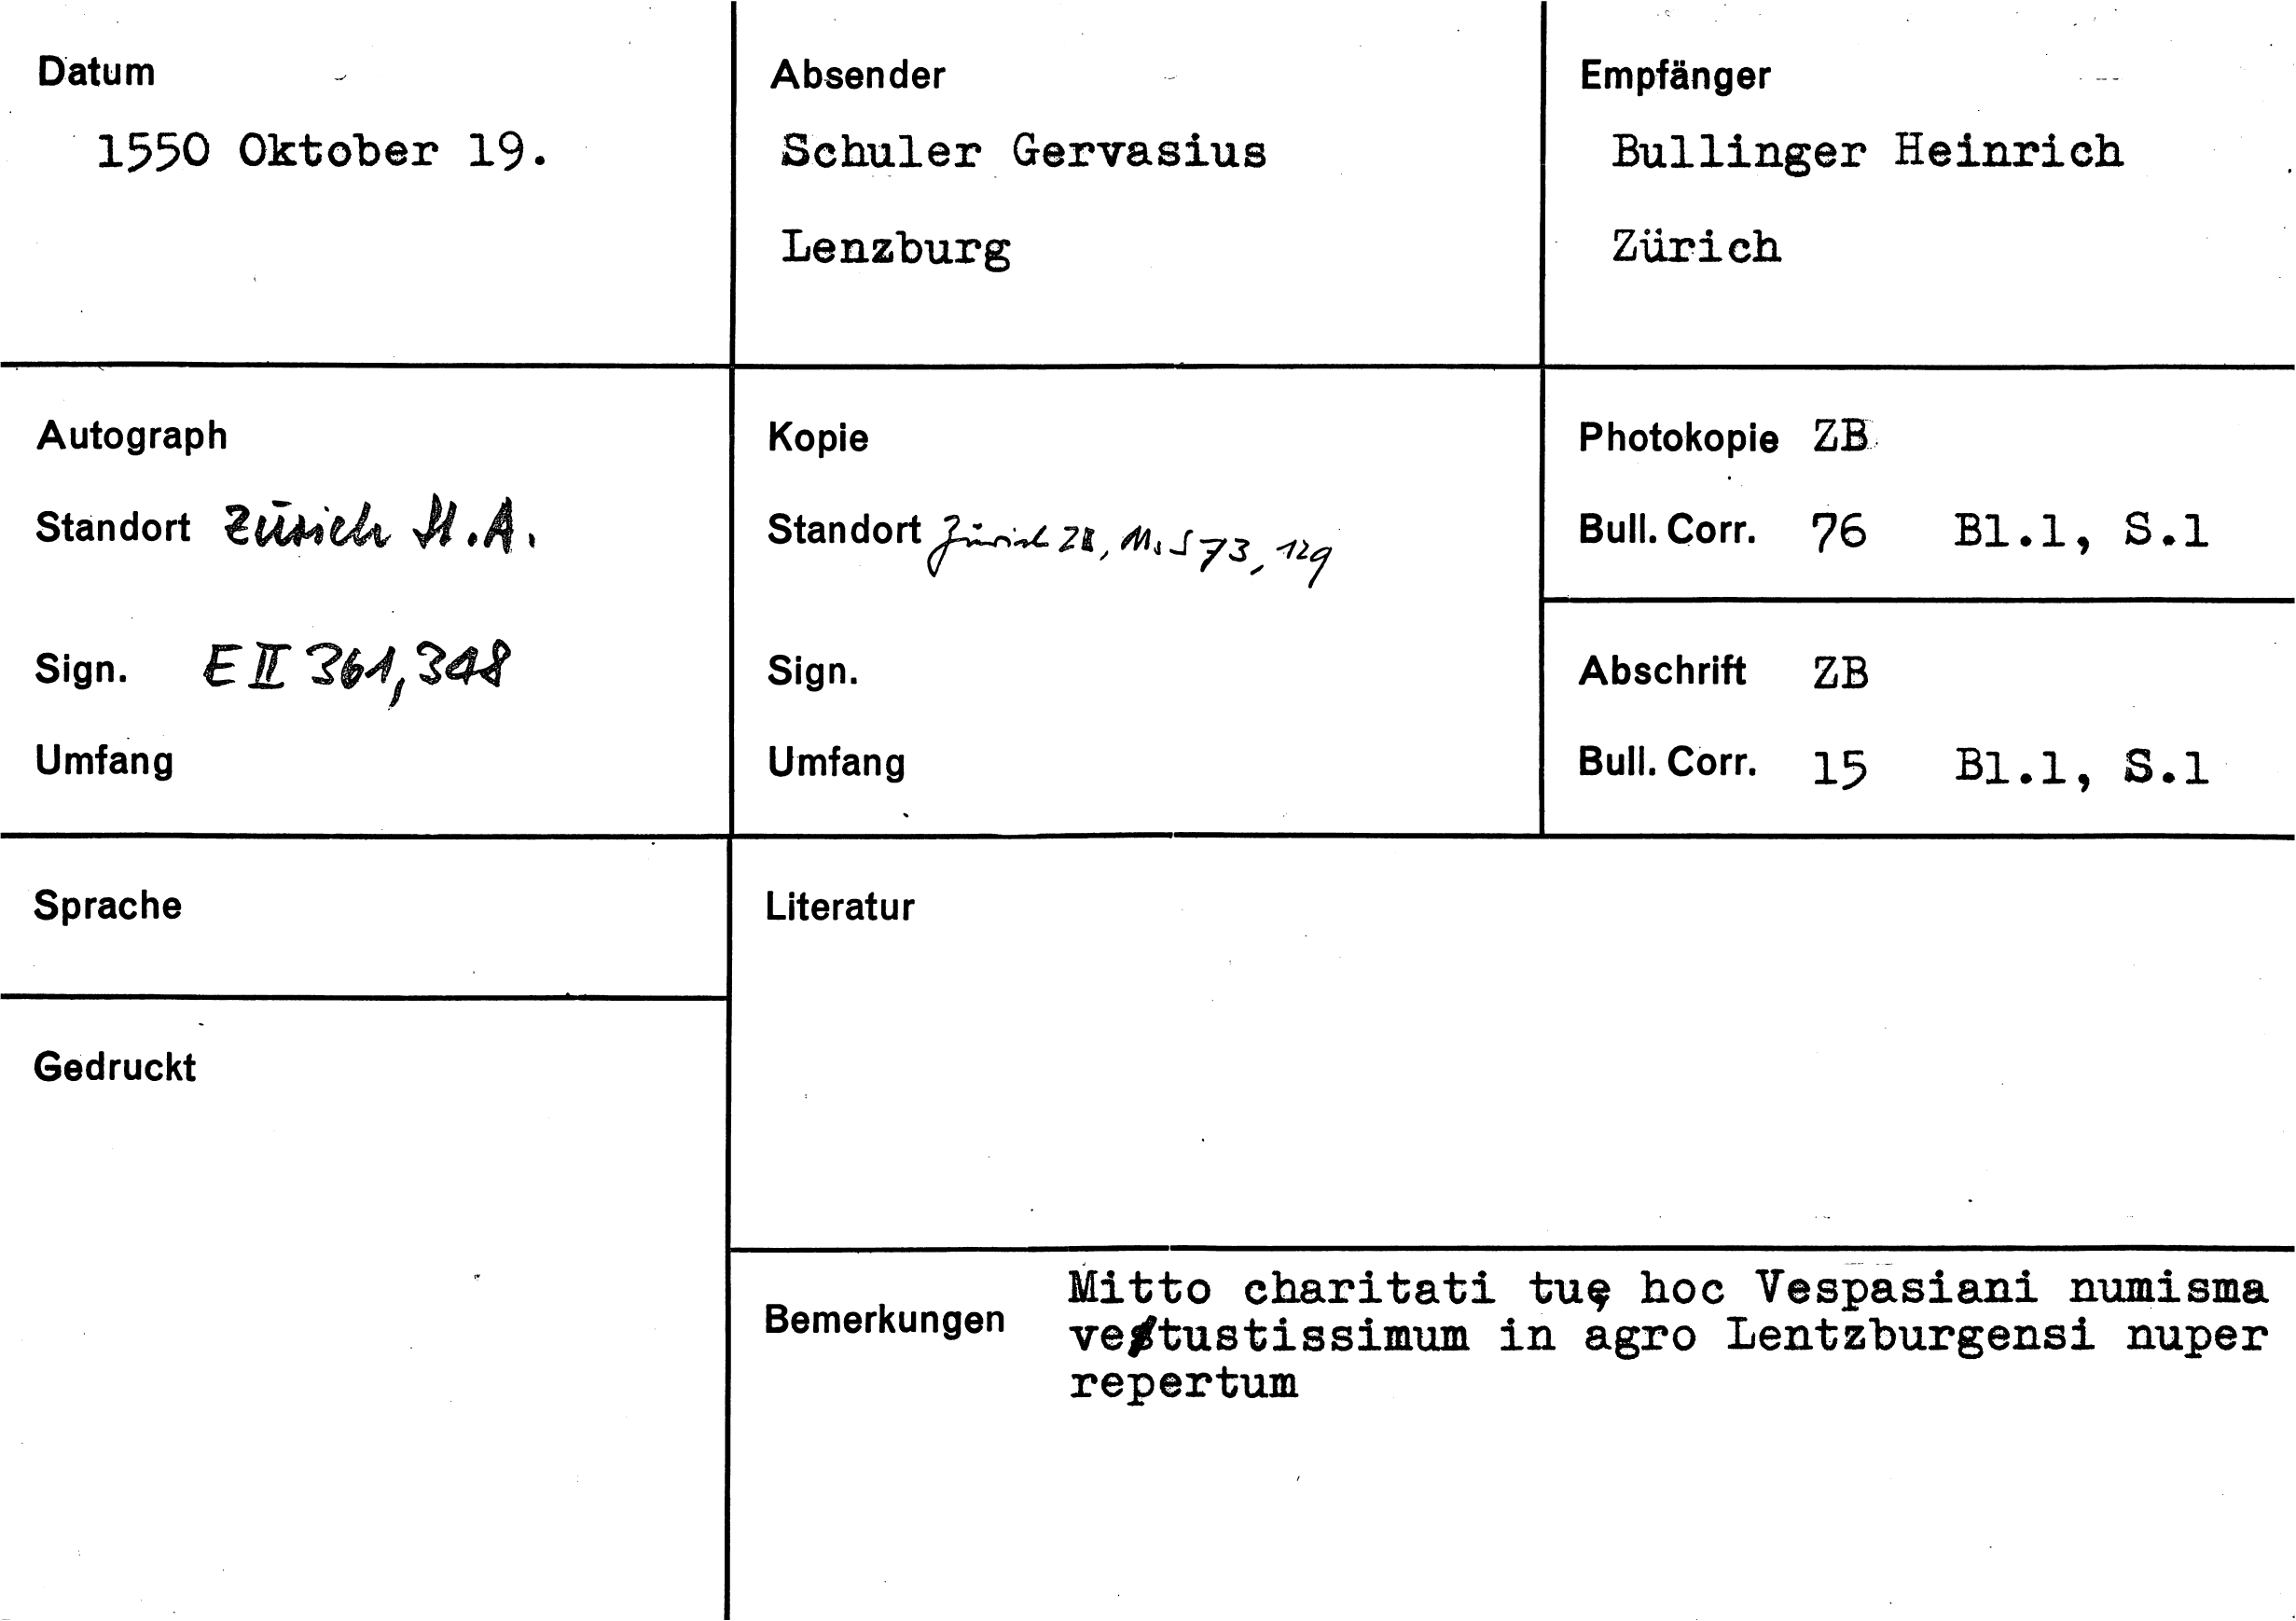 Datum
1550 Oktober 19.
Absender
Schuler Gervasius
Lenzburg
Empfänger
Bullinger Heinrich
Zürich
Autograph
Standort Zürich St.A.
Sign. E II 361,348
Umfang
Kopie
Standort Zürich ZB, Ms S 73, 129
Sign.
Umfang
Photokopie ZB
Bull. Corr. 76 Bl.1, S.1
Abschrift ZB
Bull. Corr. 15 Bl.1, S.1
Sprache
Gedruckt
Literatur
Bemerkungen
Mitto charitati tuę hoc Vespasiani numisma
vetustissimum in agro Lentzburgensi nuper
repertum